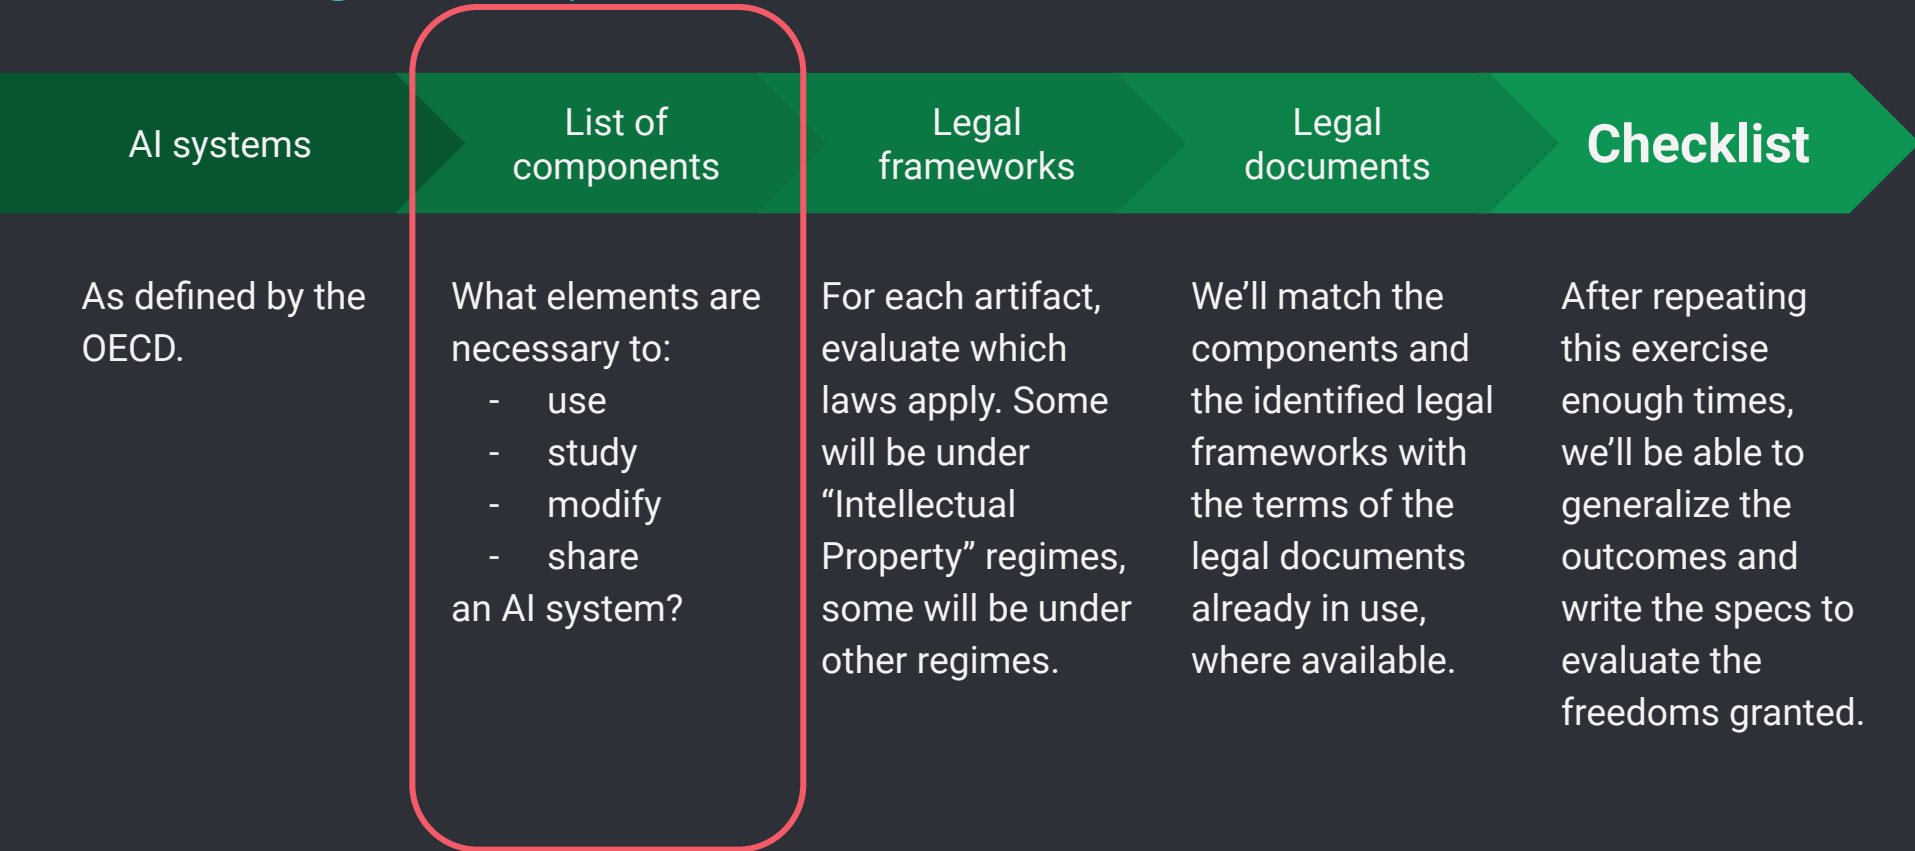 AI systems
List of
components
Legal
frameworks
Legal
documents
Checklist
As defined by the
OECD.
What elements are
necessary to:
- use
- study
- modify
- share
an AI system?
For each artifact,
evaluate which
laws apply. Some
will be under
“Intellectual
Property” regimes,
some will be under
other regimes.
We’ll match the
components and
the identified legal
frameworks with
the terms of the
legal documents
already in use,
where available.
After repeating
this exercise
enough times,
we’ll be able to
generalize the
outcomes and
write the specs to
evaluate the
freedoms granted.